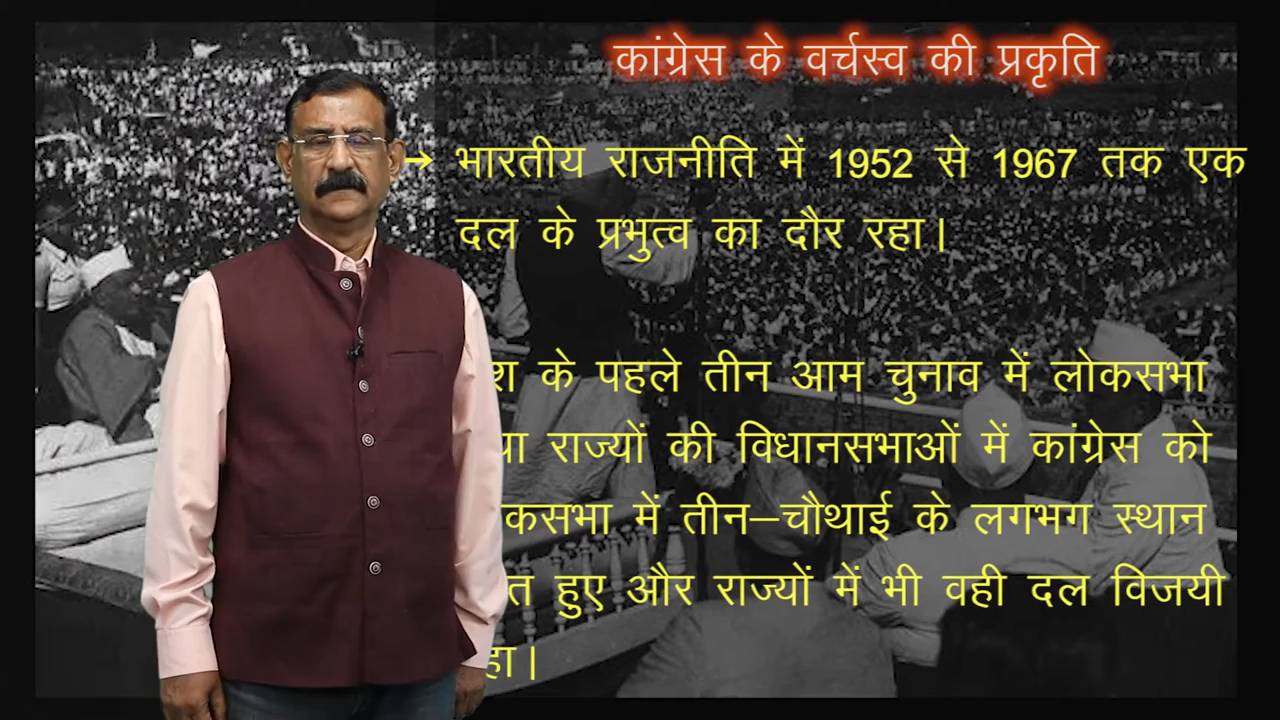 कांग्रेस के वर्चस्व की प्रकृति
→ भारतीय राजनीति में 1952 से 1967 तक एक
दल के प्रभुत्व का दौर रहा।
के पहले तीन आम चुनाव में लोकसभा
राज्यों की विधानसभाओं में कांग्रेस को
में तीन–चौथाई के लगभग स्थान
हुए और राज्यों में भी वही दल विजयी